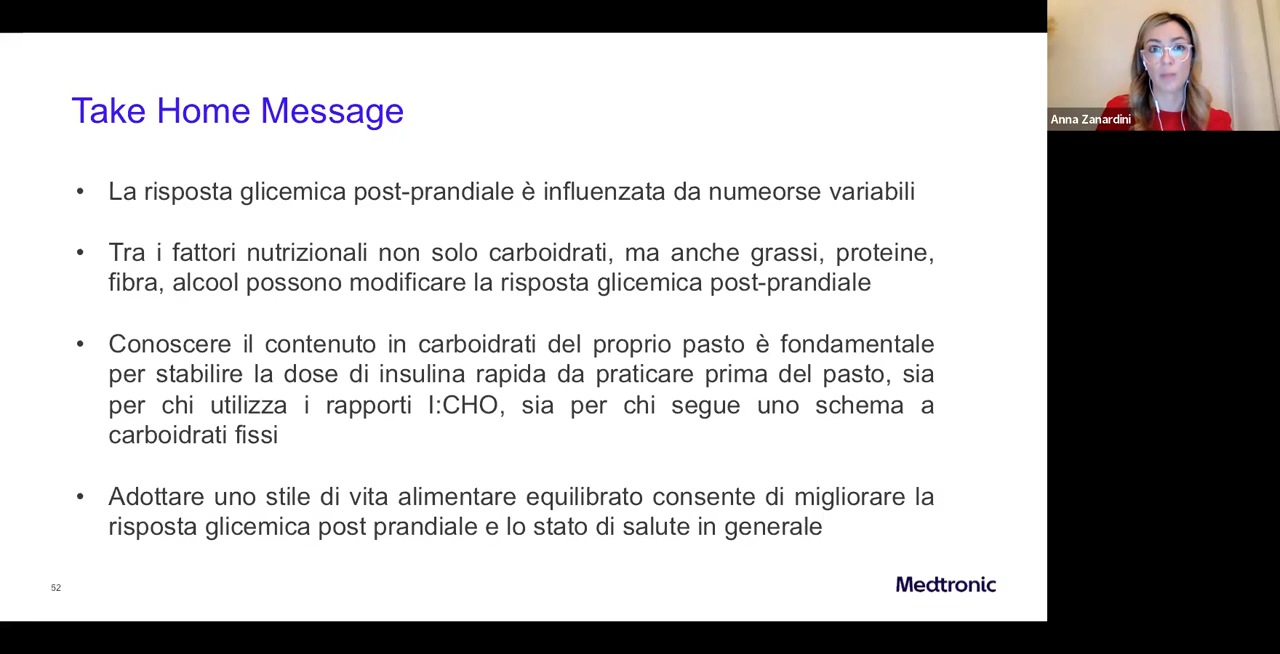 Take Home Message
Anna Zanardini
• La risposta glicemica post-prandiale è influenzata da numeorse variabili
• Tra i fattori nutrizionali non solo carboidrati, ma anche grassi, proteine,
fibra, alcool possono modificare la risposta glicemica post-prandiale
• Conoscere il contenuto in carboidrati del proprio pasto è fondamentale
per stabilire la dose di insulina rapida da praticare prima del pasto, sia
per chi utilizza i rapporti I:CHO, sia per chi segue uno schema a
carboidrati fissi
• Adottare uno stile di vita alimentare equilibrato consente di migliorare la
risposta glicemica post prandiale e lo stato di salute in generale
52
Medtronic